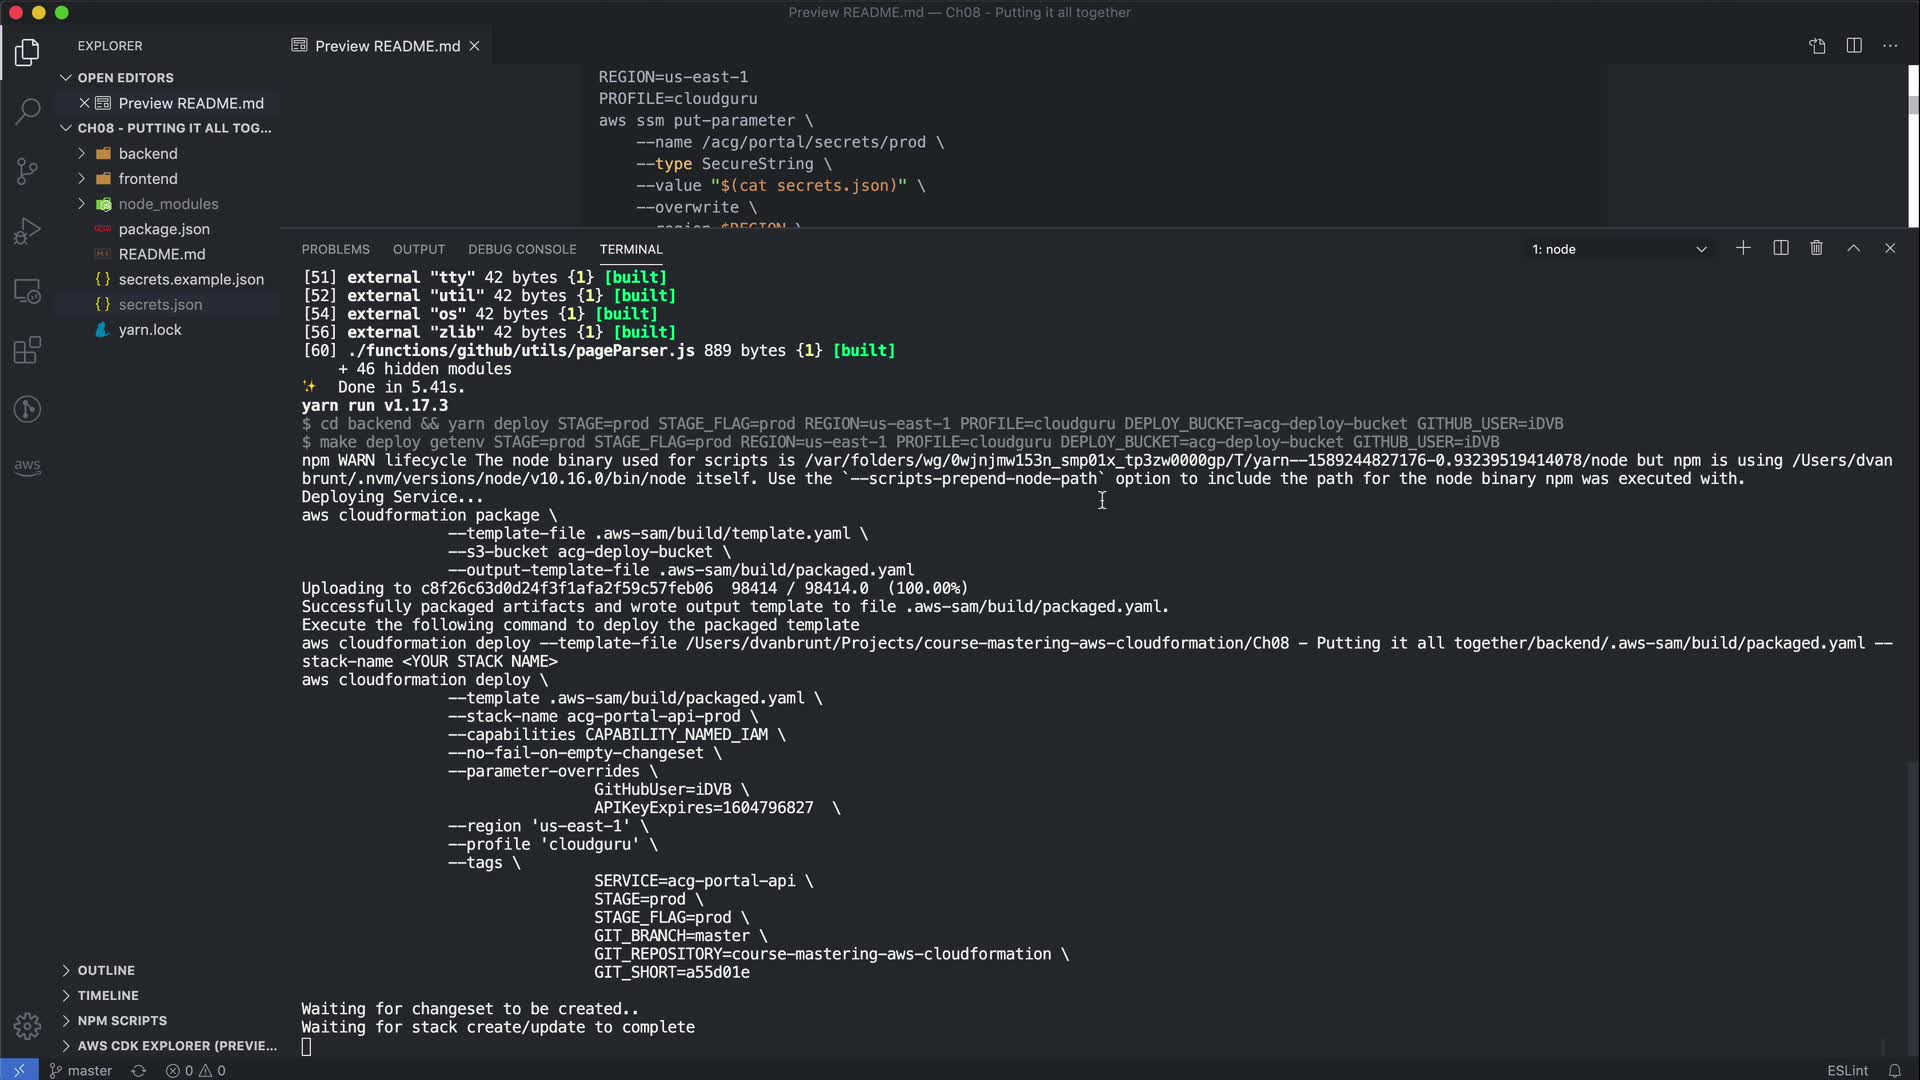 Preview README.md — Ch08 - Putting it all together
EXPLORER
OPEN EDITORS
Preview README.md
CH08 - PUTTING IT ALL TOG...
backend
frontend
node_modules
package.json
README.md
secrets.example.json
secrets.json
yarn.lock
OUTLINE
TIMELINE
NPM SCRIPTS
AWS CDK EXPLORER (PREVIE...
aws
Preview README.md
REGION=us-east-1
PROFILE=cloudguru
aws ssm put-parameter \
--name /acg/portal/secrets/prod \
--type SecureString \
--value "$(cat secrets.json)" \
--overwrite \
--region $REGION \
PROBLEMS OUTPUT DEBUG CONSOLE TERMINAL 1: node
[51] external "tty" 42 bytes {1} [built]
[52] external "util" 42 bytes {1} [built]
[54] external "os" 42 bytes {1} [built]
[56] external "zlib" 42 bytes {1} [built]
[60] ./functions/github/utils/pageParser.js 889 bytes {1} [built]
+ 46 hidden modules
✨ Done in 5.41s.
yarn run v1.17.3
$ cd backend && yarn deploy STAGE=prod STAGE_FLAG=prod REGION=us-east-1 PROFILE=cloudguru DEPLOY_BUCKET=acg-deploy-bucket GITHUB_USER=iDVB
$ make deploy getenv STAGE=prod STAGE_FLAG=prod REGION=us-east-1 PROFILE=cloudguru DEPLOY_BUCKET=acg-deploy-bucket GITHUB_USER=iDVB
npm WARN lifecycle The node binary used for scripts is /var/folders/wg/0wjnjmw153n_smp01x_tp3zw0000gp/T/yarn--1589244827176-0.93239519414078/node but npm is using /Users/dvan
brunt/.nvm/versions/node/v10.16.0/bin/node itself. Use the `--scripts-prepend-node-path` option to include the path for the node binary npm was executed with.
Deploying Service...
aws cloudformation package \
--template-file .aws-sam/build/template.yaml \
--s3-bucket acg-deploy-bucket \
--output-template-file .aws-sam/build/packaged.yaml
Uploading to c8f26c63d0d24f3f1afa2f59c57feb06  98414 / 98414.0  (100.00%)
Successfully packaged artifacts and wrote output template to file .aws-sam/build/packaged.yaml.
Execute the following command to deploy the packaged template
aws cloudformation deploy --template-file /Users/dvanbrunt/Projects/course-mastering-aws-cloudformation/Ch08 - Putting it all together/backend/.aws-sam/build/packaged.yaml --
stack-name <YOUR STACK NAME>
aws cloudformation deploy \
--template .aws-sam/build/packaged.yaml \
--stack-name acg-portal-api-prod \
--capabilities CAPABILITY_NAMED_IAM \
--no-fail-on-empty-changeset \
--parameter-overrides \
GitHubUser=iDVB \
APIKeyExpires=1604796827  \
--region 'us-east-1' \
--profile 'cloudguru' \
--tags \
SERVICE=acg-portal-api \
STAGE=prod \
STAGE_FLAG=prod \
GIT_BRANCH=master \
GIT_REPOSITORY=course-mastering-aws-cloudformation \
GIT_SHORT=a55d01e
Waiting for changeset to be created..
Waiting for stack create/update to complete
master 0 0 ESLint